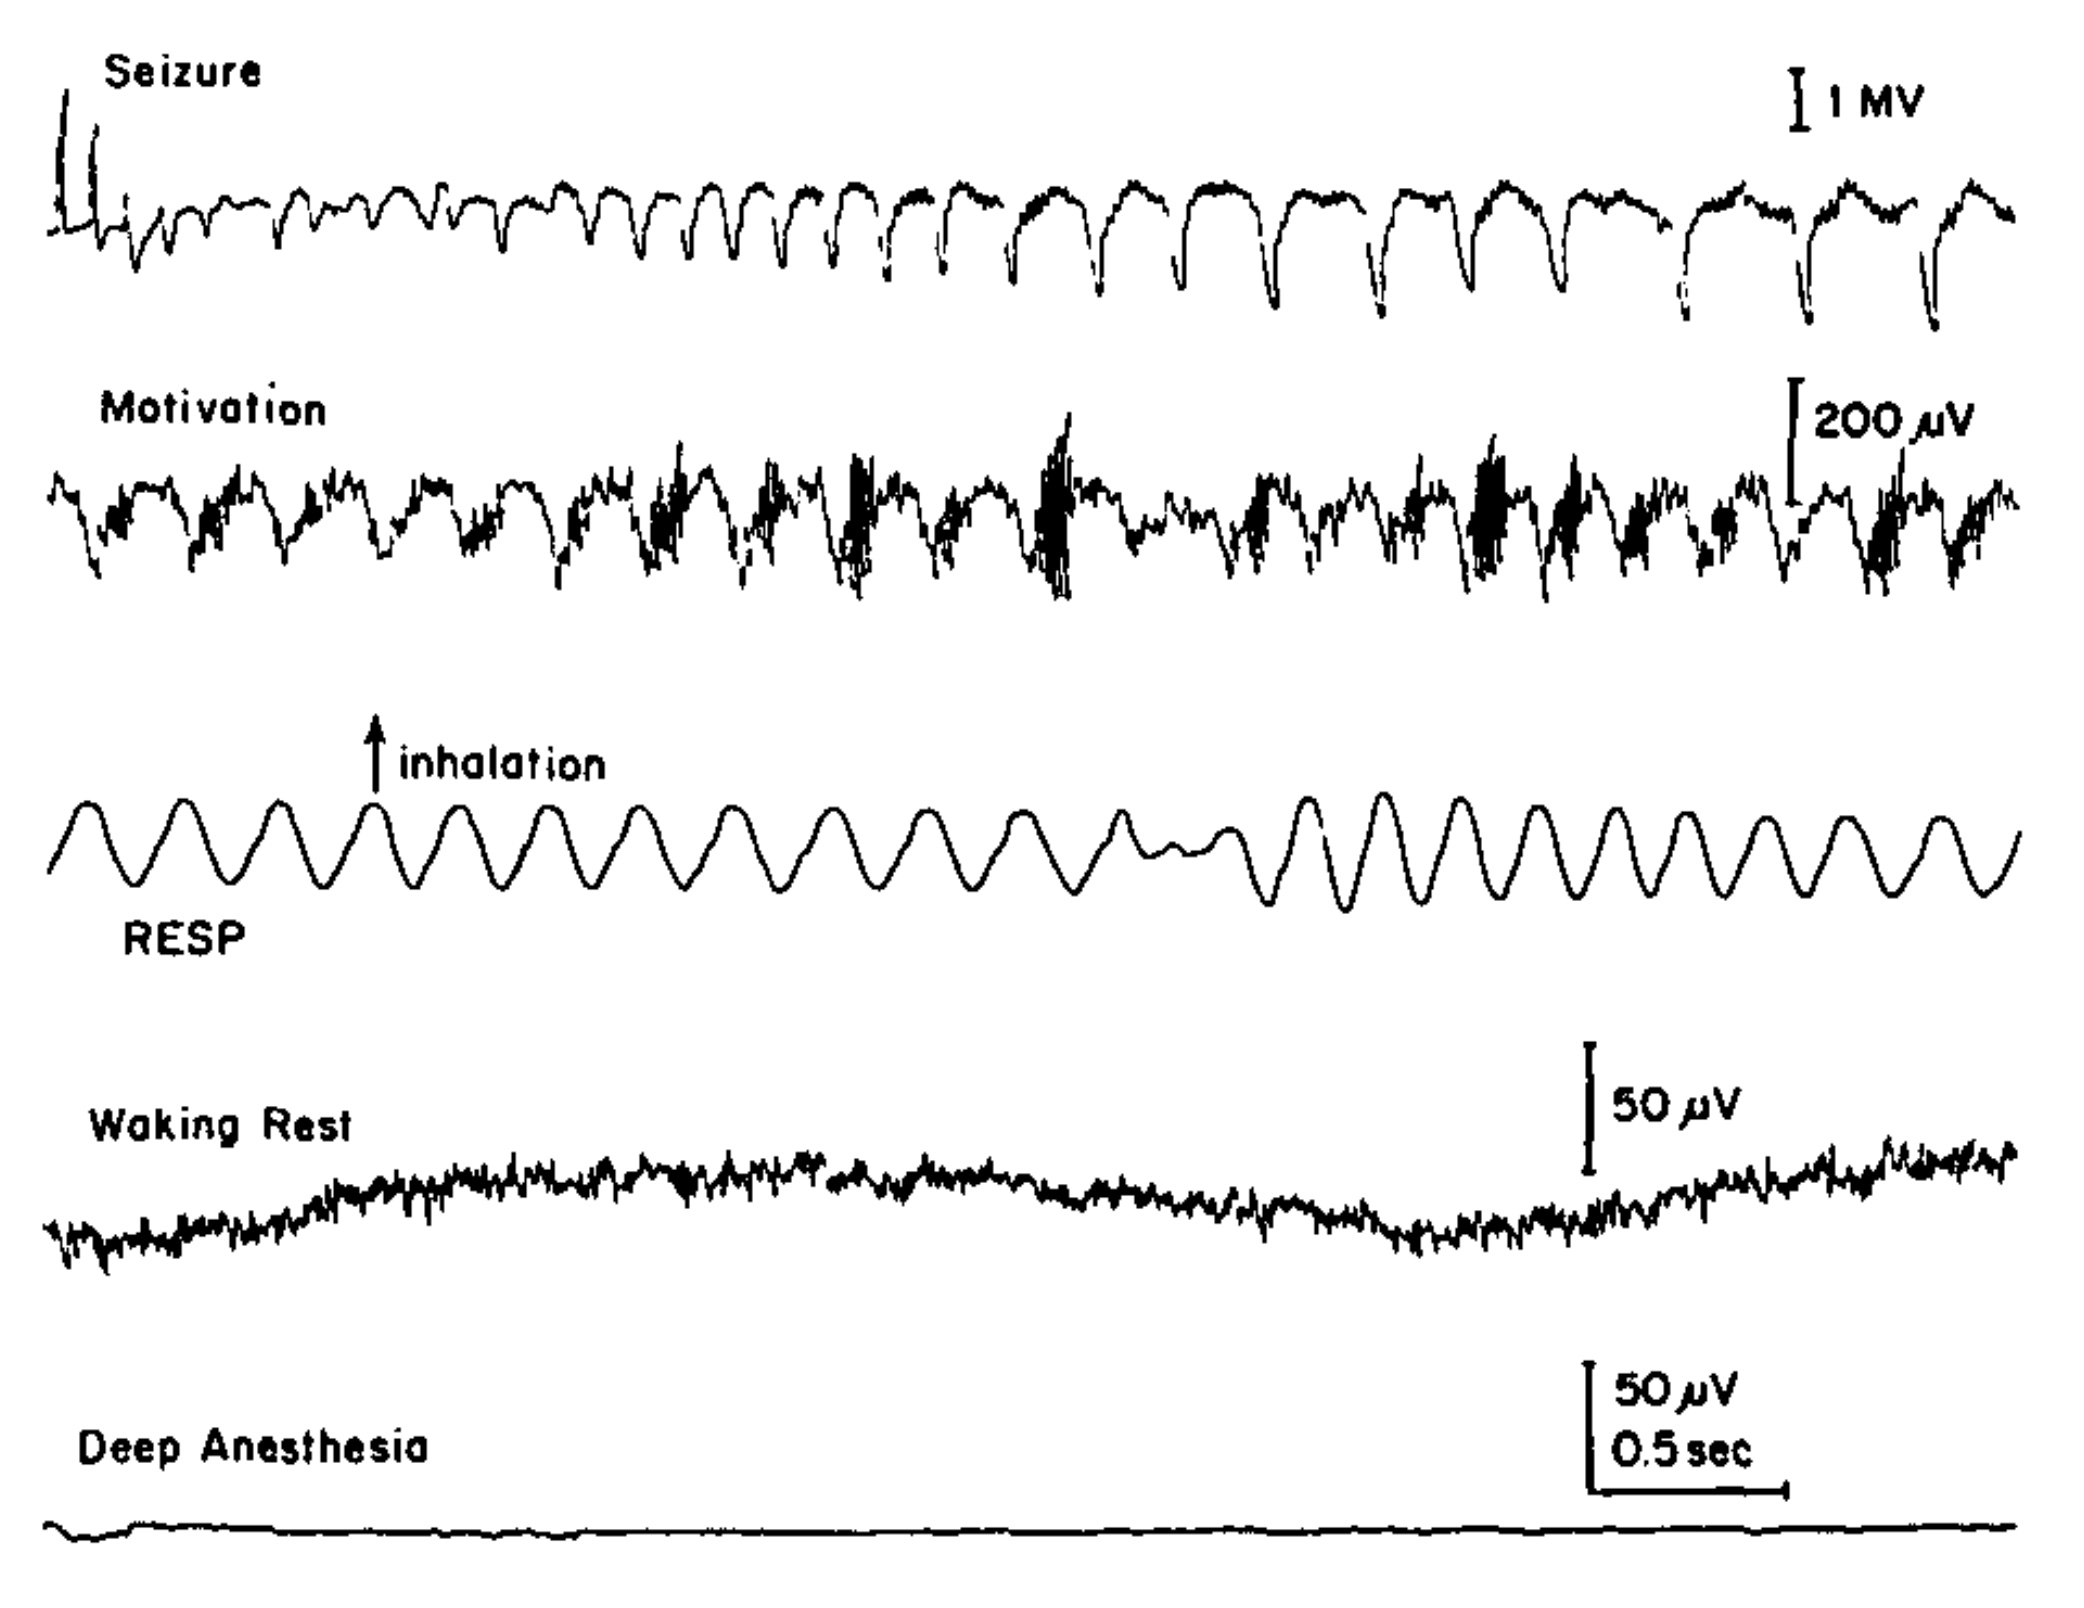 Seizure
1 MV
Motivation
200 µV
inhalation
RESP
Waking Rest
50 µV
50 µV
0.5 sec
Deep Anesthesia